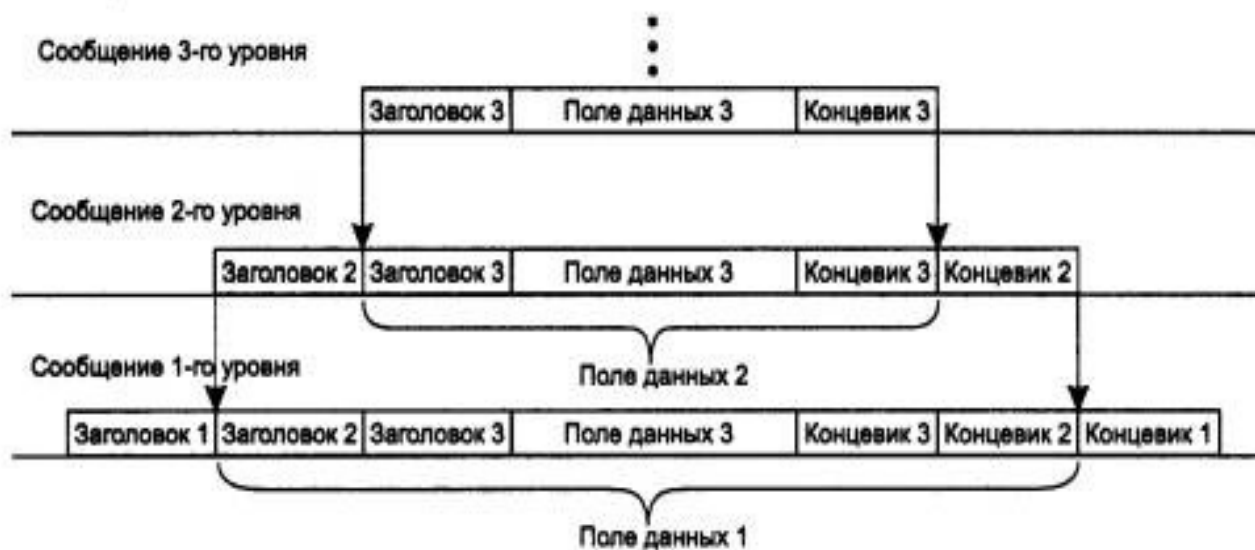 Сообщение 3-го уровня
Заголовок 3 Поле данных 3 Концевик 3
Сообщение 2-го уровня
Заголовок 2 Заголовок 3 Поле данных 3 Концевик 3 Концевик 2
Поле данных 2
Сообщение 1-го уровня
Заголовок 1 Заголовок 2 Заголовок 3 Поле данных 3 Концевик 3 Концевик 2 Концевик 1
Поле данных 1